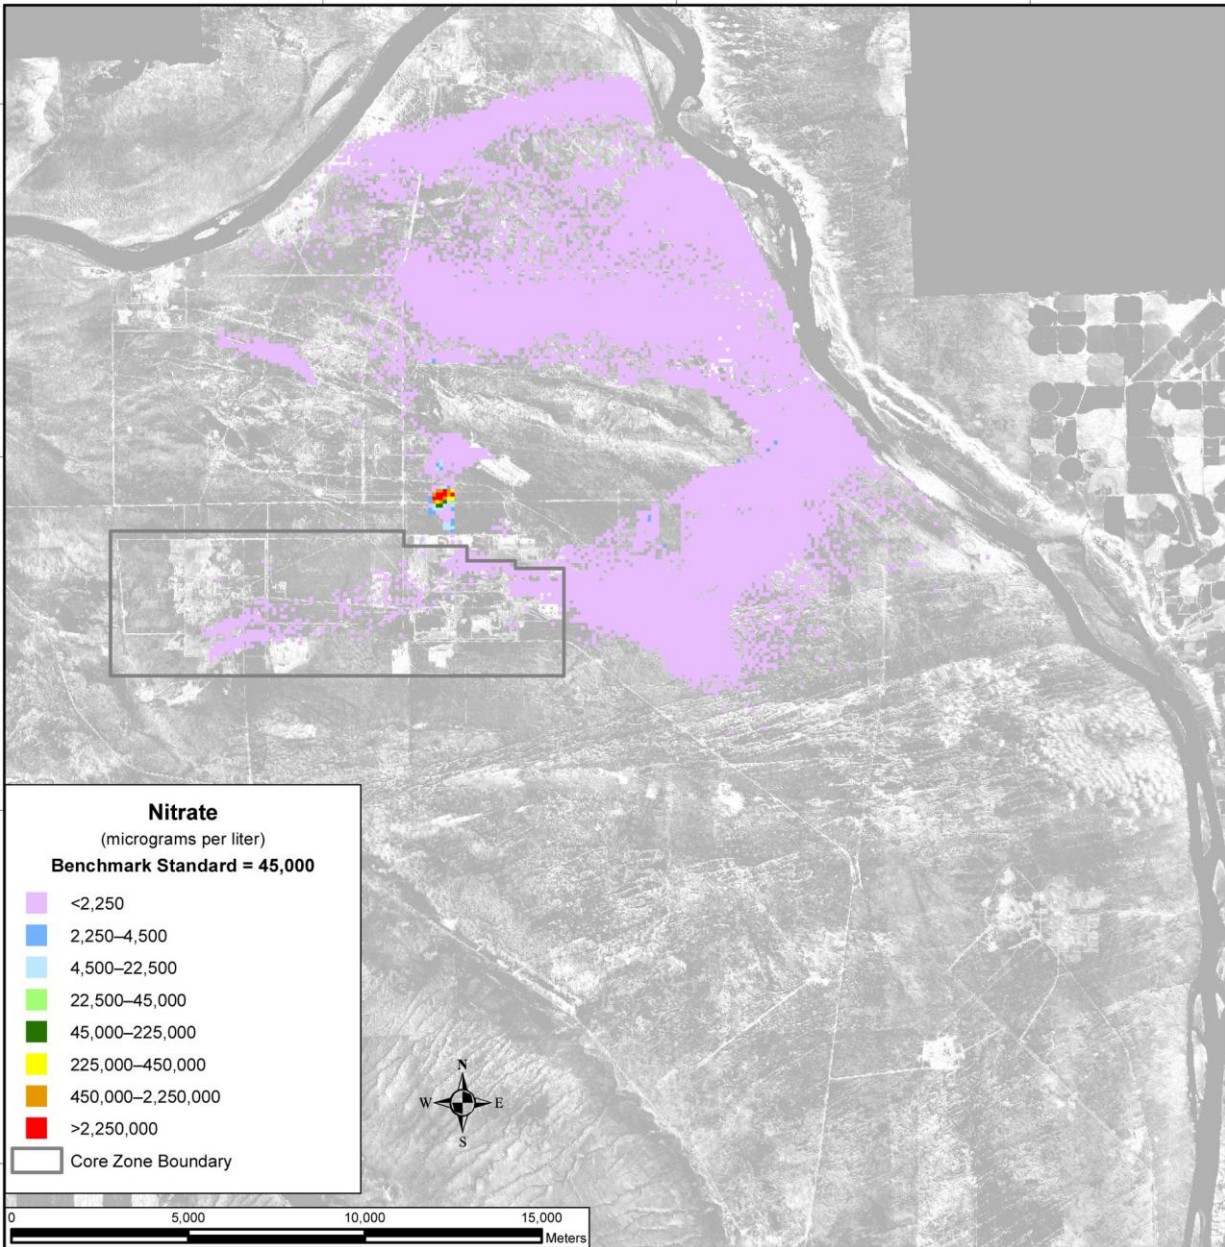 Nitrate
(micrograms per liter)
Benchmark Standard = 45,000
<2,250
2,250–4,500
4,500–22,500
22,500–45,000
45,000–225,000
225,000–450,000
450,000–2,250,000
>2,250,000
Core Zone Boundary
N
W E
S
0 5,000 10,000 15,000
Meters